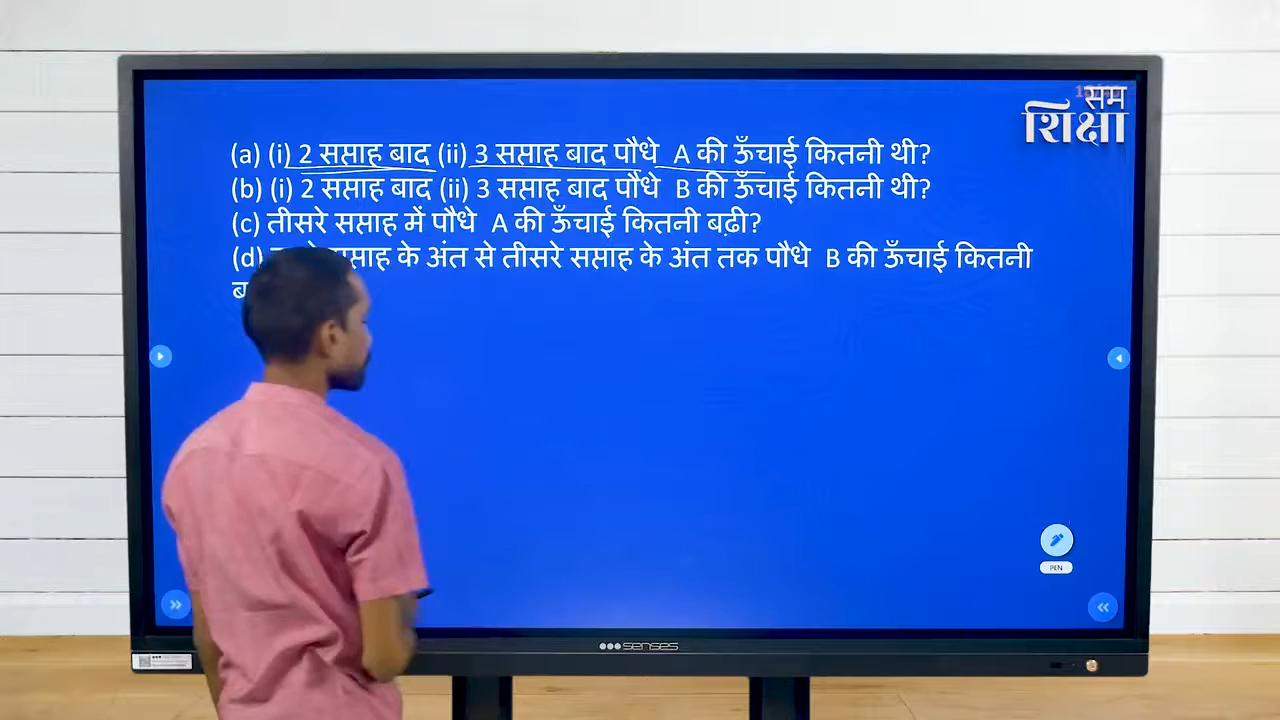 सम
शिक्षा
(a) (i) 2 सप्ताह बाद (ii) 3 सप्ताह बाद पौधे A की ऊँचाई कितनी थी?
(b) (i) 2 सप्ताह बाद (ii) 3 सप्ताह बाद पौधे B की ऊँचाई कितनी थी?
(c) तीसरे सप्ताह में पौधे A की ऊँचाई कितनी बढ़ी?
(d) सप्ताह के अंत से तीसरे सप्ताह के अंत तक पौधे B की ऊँचाई कितनी
PEN
senses